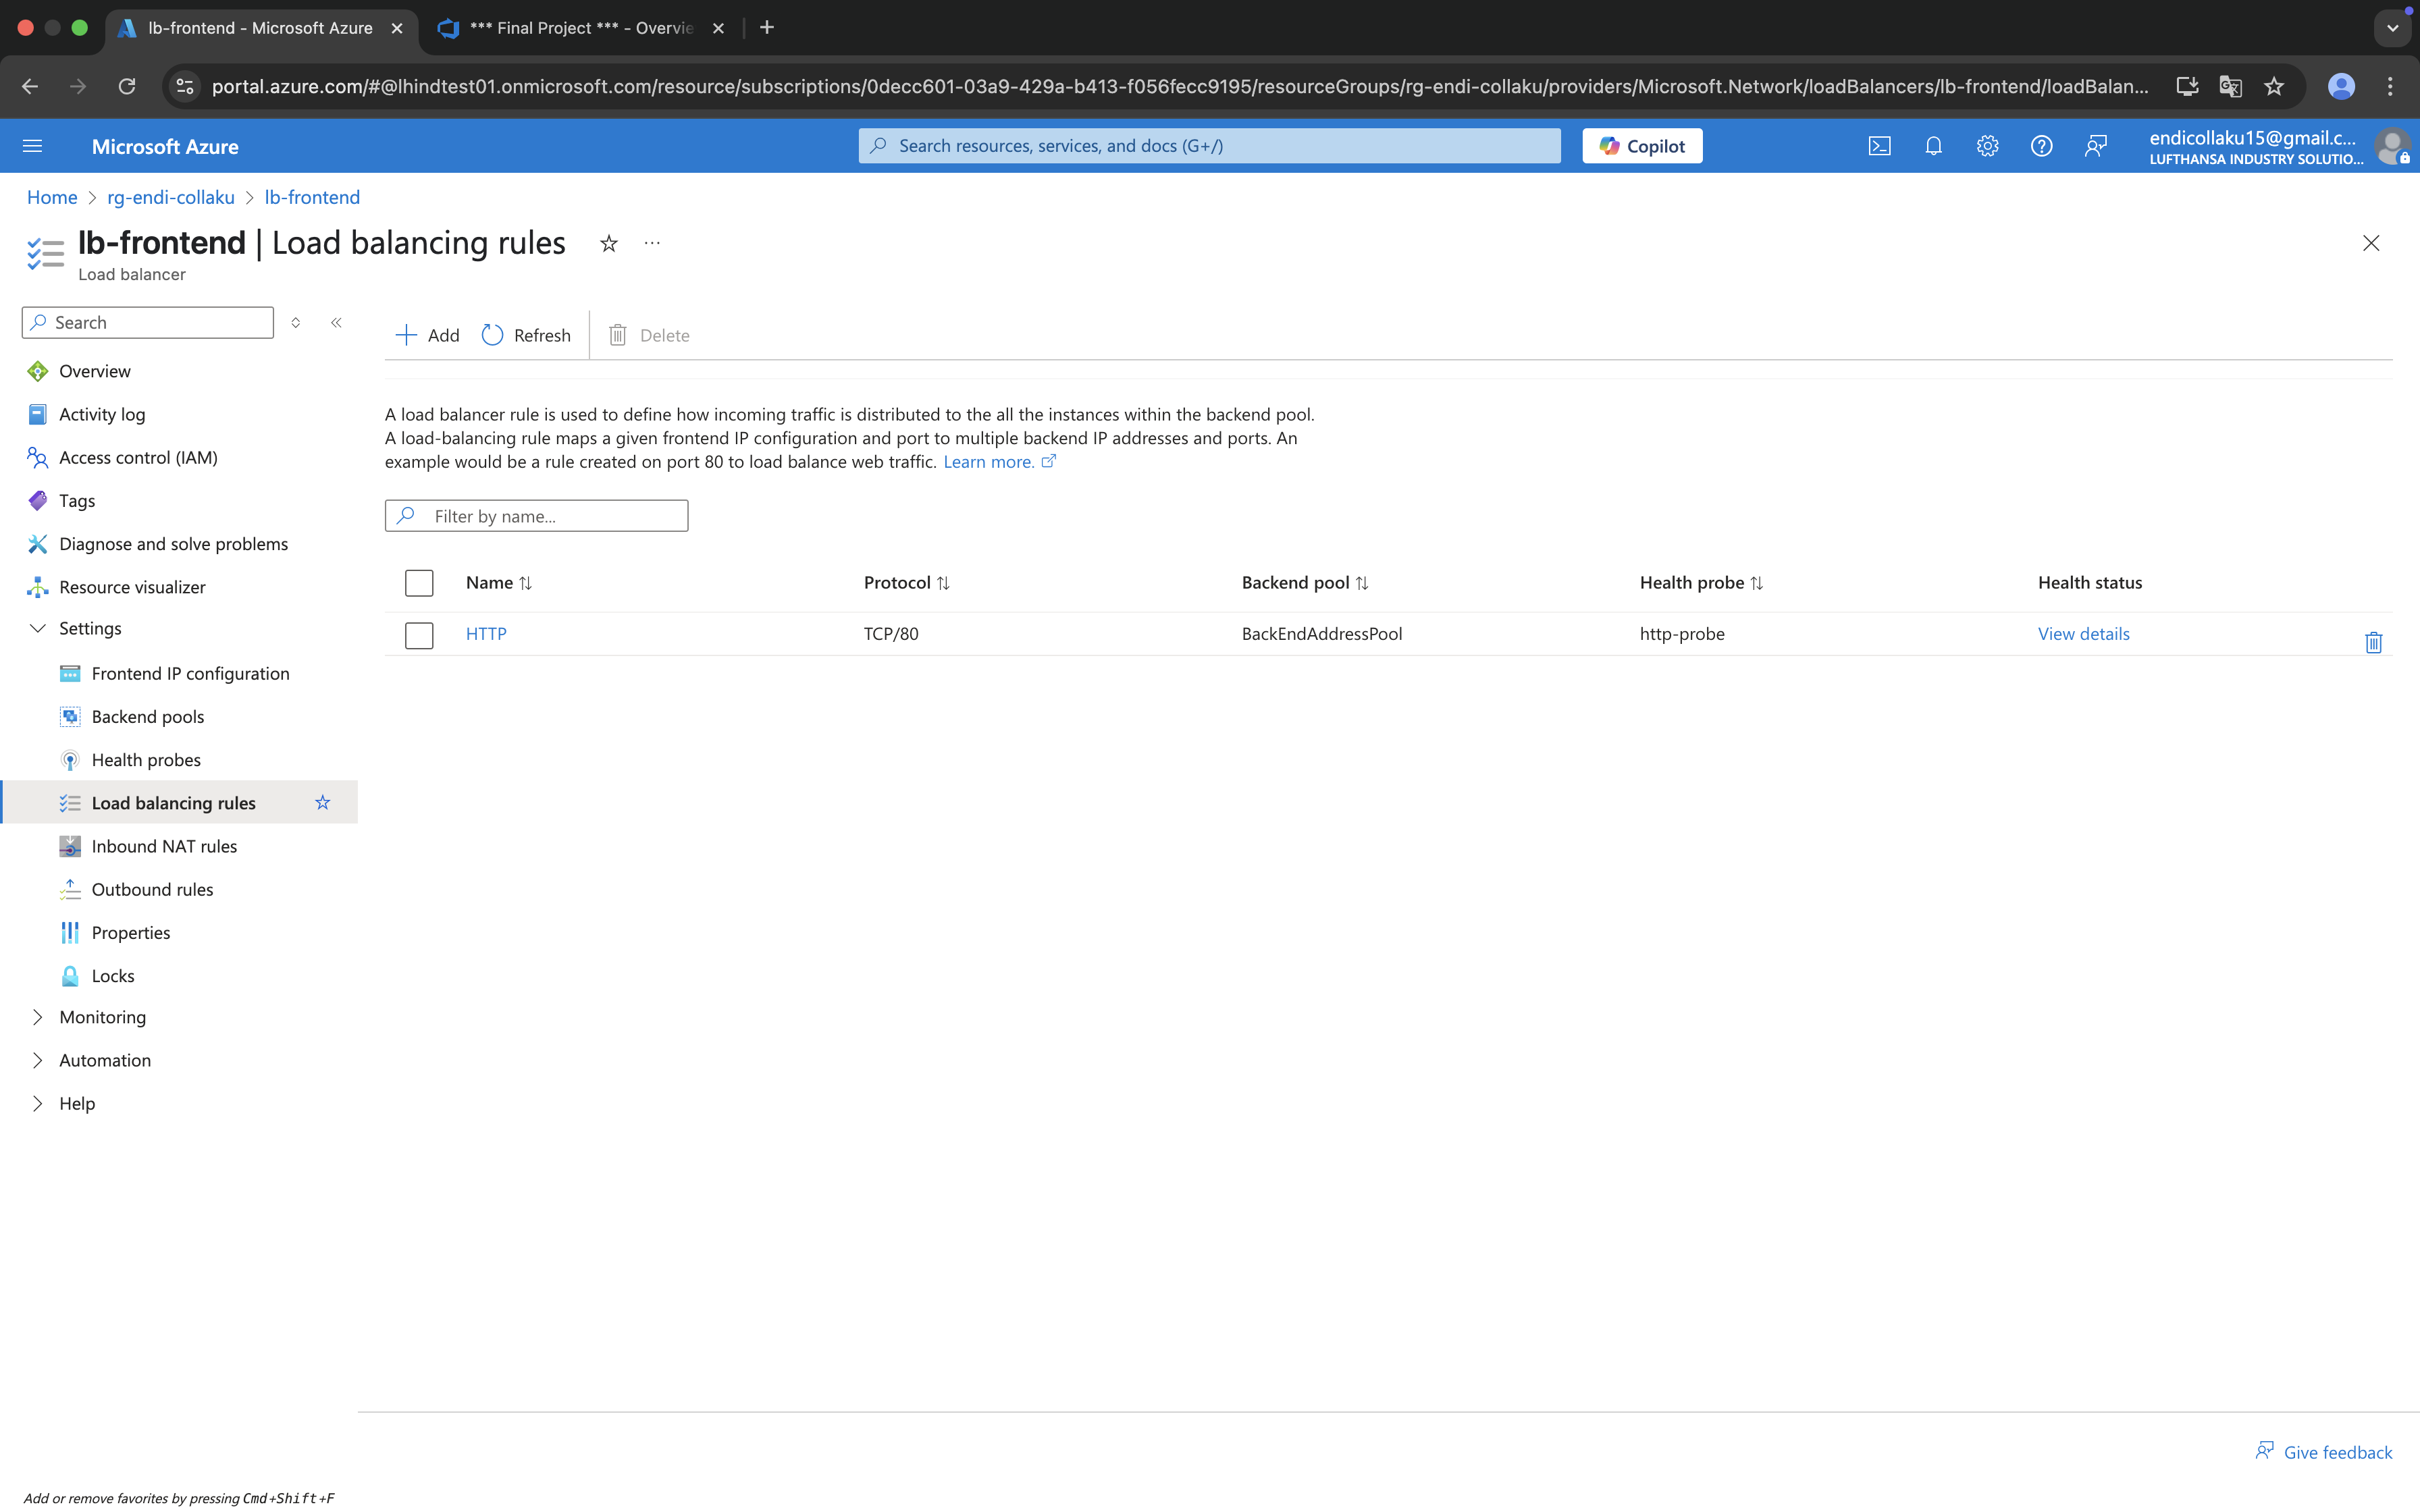 lb-frontend - Microsoft Azure
*** Final Project *** - Overvie
portal.azure.com/#@lhindtest01.onmicrosoft.com/resource/subscriptions/0decc601-03a9-429a-b413-f056fecc9195/resourceGroups/rg-endi-collaku/providers/Microsoft.Network/loadBalancers/lb-frontend/loadBalan...
Microsoft Azure
Search resources, services, and docs (G+/)
Copilot
endicollaku15@gmail.c...
LUFTHANSA INDUSTRY SOLUTIO...
Home > rg-endi-collaku > lb-frontend
lb-frontend | Load balancing rules
Load balancer
Search
Overview
Activity log
Access control (IAM)
Tags
Diagnose and solve problems
Resource visualizer
Settings
Frontend IP configuration
Backend pools
Health probes
Load balancing rules
Inbound NAT rules
Outbound rules
Properties
Locks
Monitoring
Automation
Help
Add or remove favorites by pressing Cmd+Shift+F
Add
Refresh
Delete
A load balancer rule is used to define how incoming traffic is distributed to the all the instances within the backend pool.
A load-balancing rule maps a given frontend IP configuration and port to multiple backend IP addresses and ports. An
example would be a rule created on port 80 to load balance web traffic. Learn more.
Filter by name...
Name Protocol Backend pool Health probe Health status
HTTP TCP/80 BackEndAddressPool http-probe View details
Give feedback